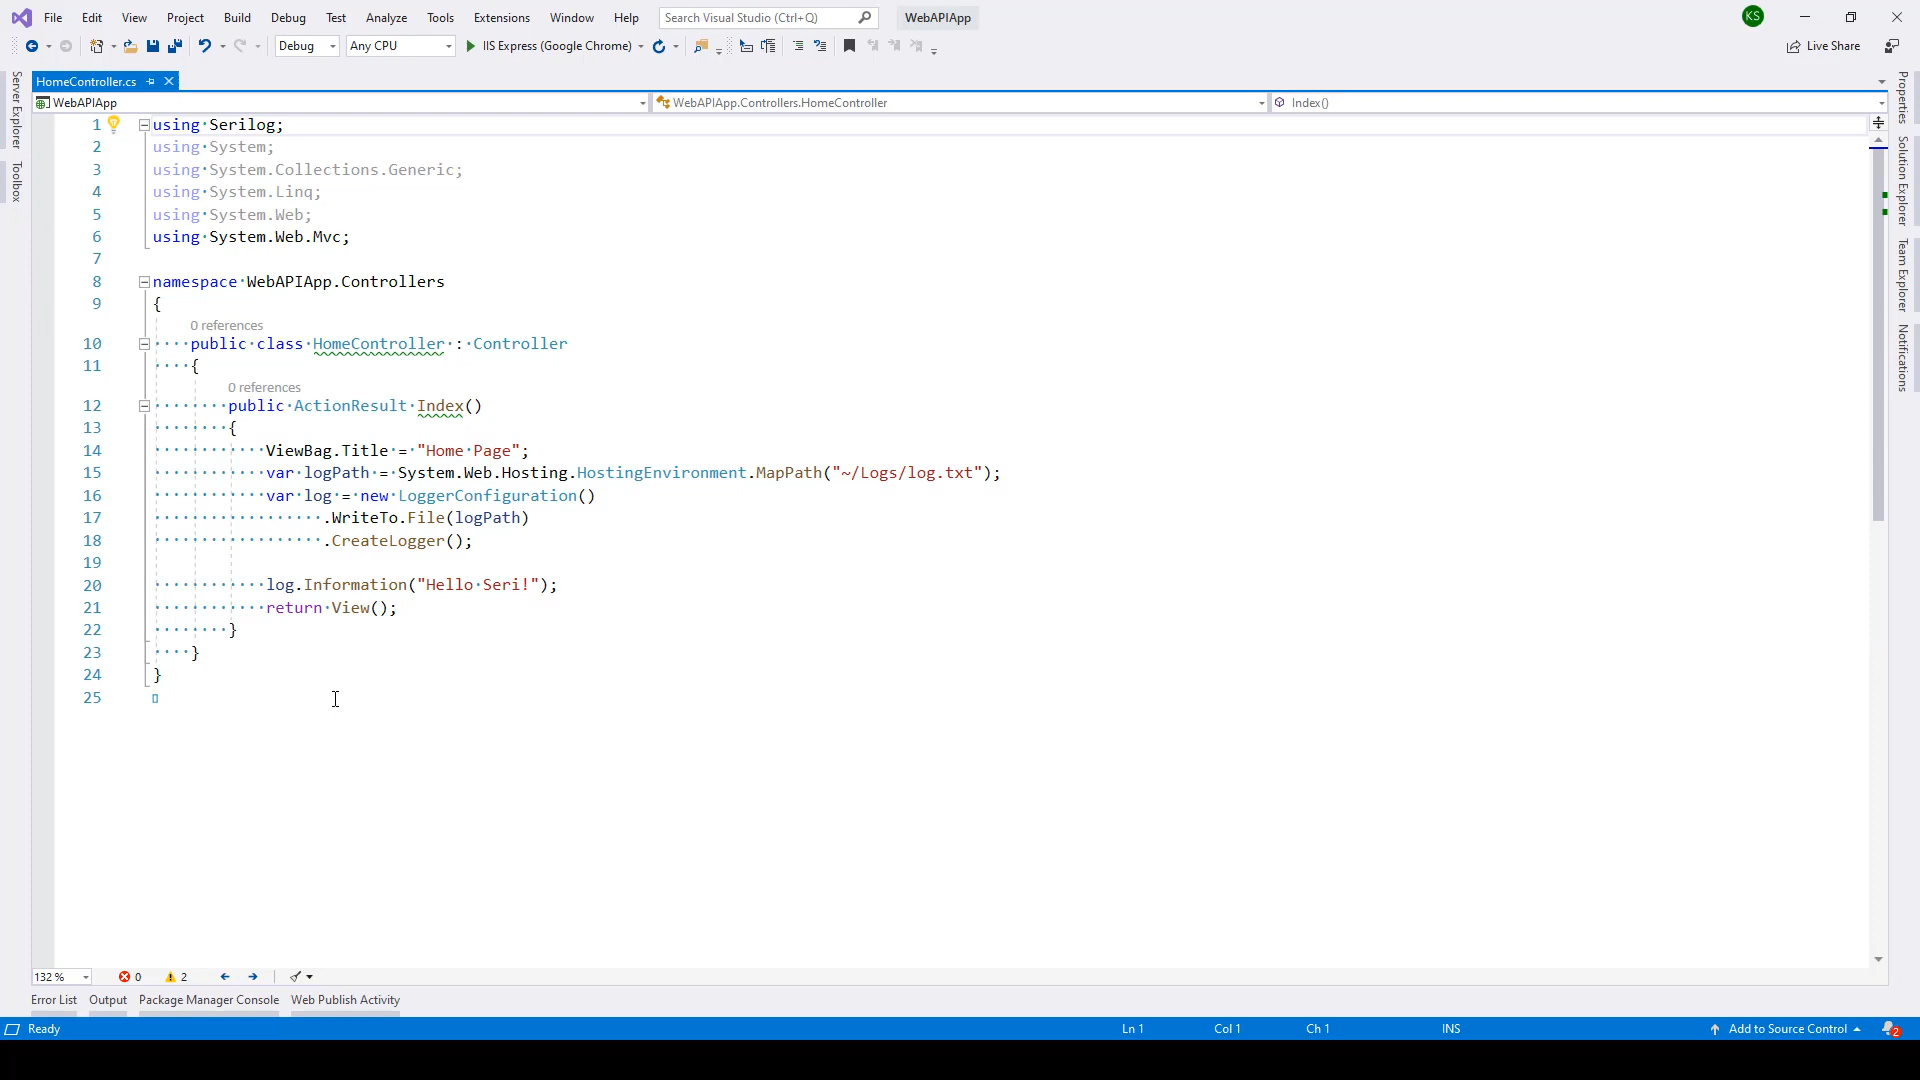 File Edit View Project Build Debug Test Analyze Tools Extensions Window Help Search Visual Studio (Ctrl+Q) WebAPIApp KS
Debug Any CPU IIS Express (Google Chrome) Live Share
HomeController.cs
WebAPIApp WebAPIApp.Controllers.HomeController Index()
Server Explorer
Toolbox
Properties
Solution Explorer
Team Explorer
Notifications
1 using Serilog;
2 using System;
3 using System.Collections.Generic;
4 using System.Linq;
5 using System.Web;
6 using System.Web.Mvc;
7
8 namespace WebAPIApp.Controllers
9 {
0 references
10 public class HomeController : Controller
11 {
0 references
12 public ActionResult Index()
13 {
14 ViewBag.Title = "Home Page";
15 var logPath = System.Web.Hosting.HostingEnvironment.MapPath("~/Logs/log.txt");
16 var log = new LoggerConfiguration()
17 .WriteTo.File(logPath)
18 .CreateLogger();
19
20 log.Information("Hello Seri!");
21 return View();
22 }
23 }
24 }
25
132 % 0 2
Error List Output Package Manager Console Web Publish Activity
Ready Ln 1 Col 1 Ch 1 INS Add to Source Control 2